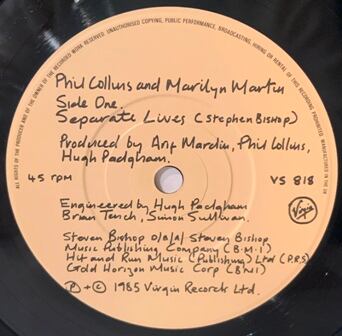 ALL RIGHTS OF THE PRODUCER AND OF THE OWNER OF THE RECORDED WORK RESERVED. UNAUTHORISED COPYING, PUBLIC PERFORMANCE, BROADCASTING, HIRING OR RENTAL OF THIS RECORDING PROHIBITED
MANUFACTURED IN THE UK
Phil Collins and Marilyn Martin
Side One.
Separate Lives (Stephen BISHOP)
Produced by Arif Mardin, Phil Collins,
Hugh Padgham.
45 rpm
VS 818
Engineered by Hugh Padgham
Brian Tench, Simon Sullivan.
Virgin
Steven Bishop O/B/A/ Steven Bishop
Music Publishing Company (B.M.I)
Hit and Run Music (Publishing) Ltd (P.R.S)
Gold Horizon Music Corp (BMI)
Ⓟ + © 1985 Virgin Records Ltd.